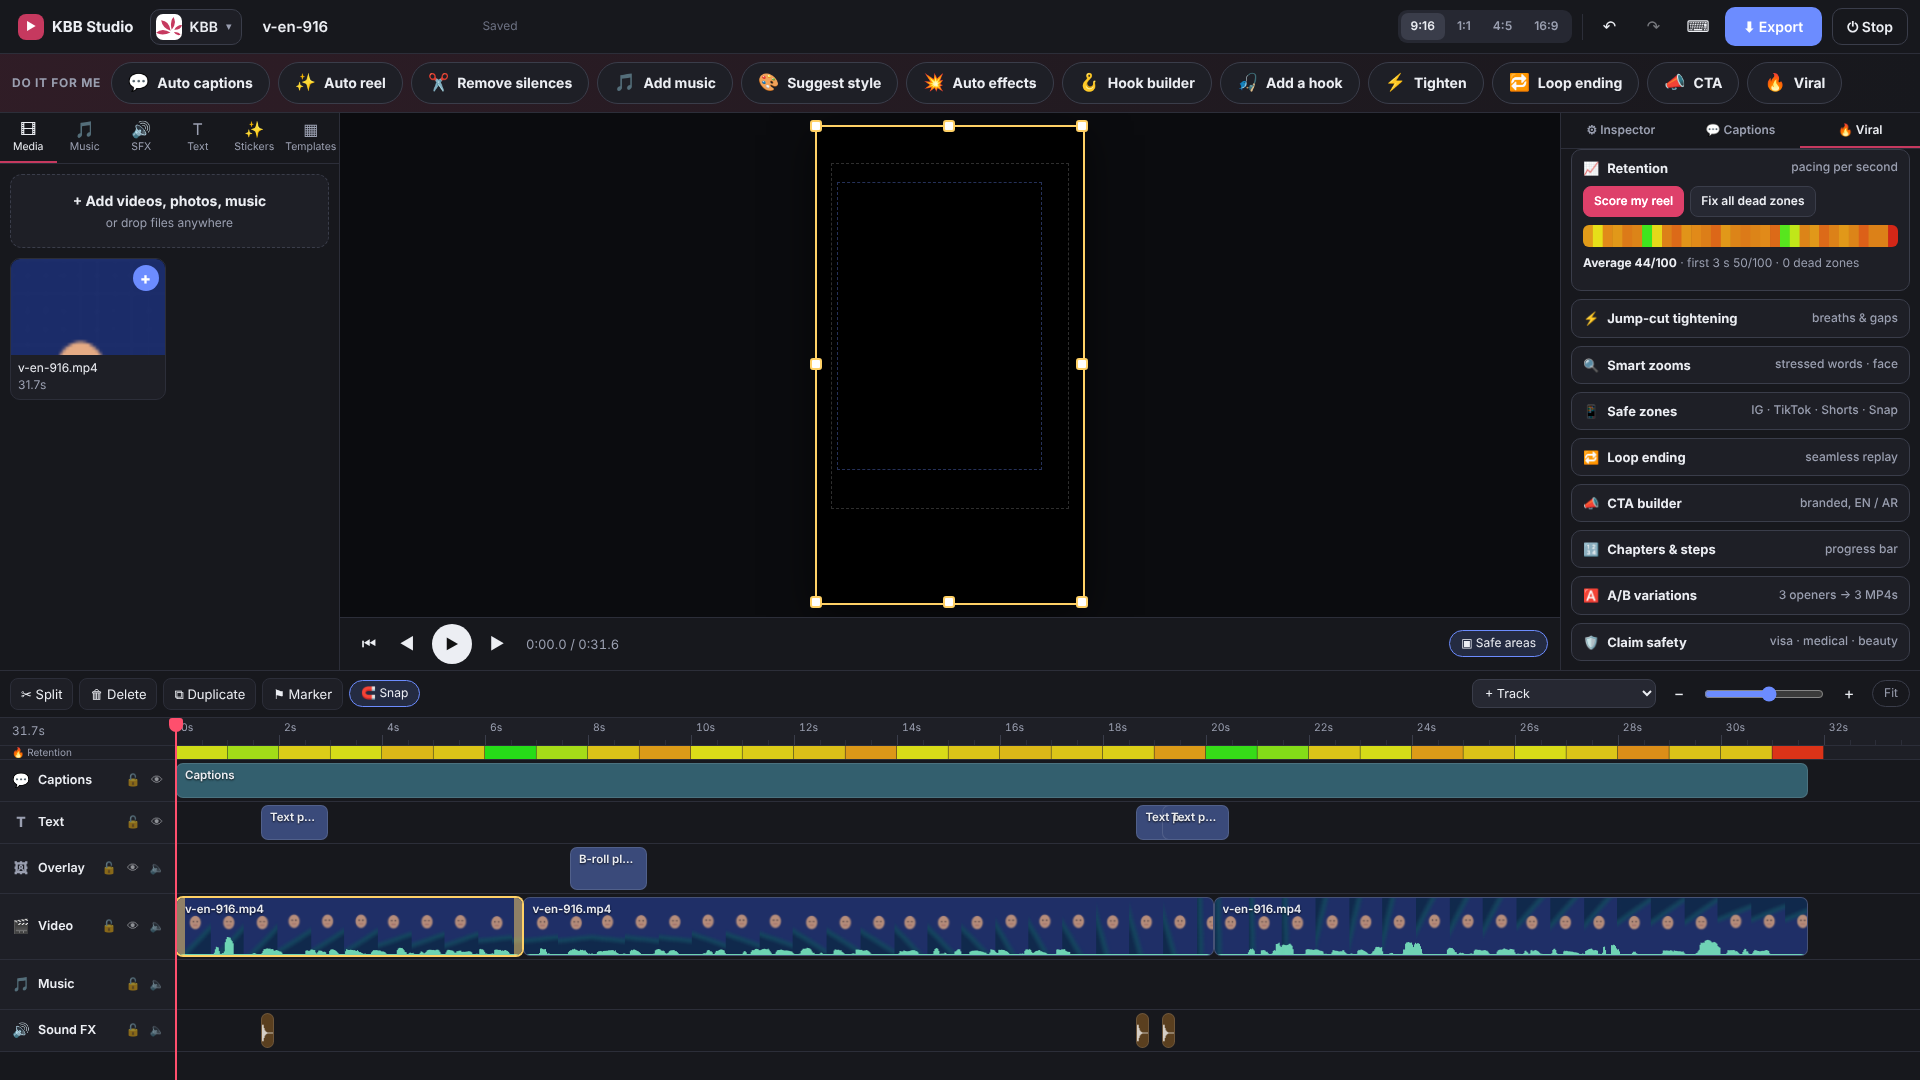 KBB Studio
KBB
v-en-916
Saved
9:16
1:1
4:5
16:9
Export
Stop
DO IT FOR ME
Auto captions
Auto reel
Remove silences
Add music
Suggest style
Auto effects
Hook builder
Add a hook
Tighten
Loop ending
CTA
Viral
Media
Music
SFX
Text
Stickers
Templates
+ Add videos, photos, music
or drop files anywhere
v-en-916.mp4
31.7s
0:00.0 / 0:31.6
Safe areas
Inspector
Captions
Viral
Retention
pacing per second
Score my reel
Fix all dead zones
Average 44/100 · first 3 s 50/100 · 0 dead zones
Jump-cut tightening
breaths & gaps
Smart zooms
stressed words · face
Safe zones
IG · TikTok · Shorts · Snap
Loop ending
seamless replay
CTA builder
branded, EN / AR
Chapters & steps
progress bar
A/B variations
3 openers → 3 MP4s
Claim safety
visa · medical · beauty
Split
Delete
Duplicate
Marker
Snap
+ Track
Fit
31.7s
0s 2s 4s 6s 8s 10s 12s 14s 16s 18s 20s 22s 24s 26s 28s 30s 32s
Retention
Captions
Captions
Text
Text p...
Text p...
Text p...
Overlay
B-roll pl...
Video
v-en-916.mp4
v-en-916.mp4
v-en-916.mp4
Music
Sound FX